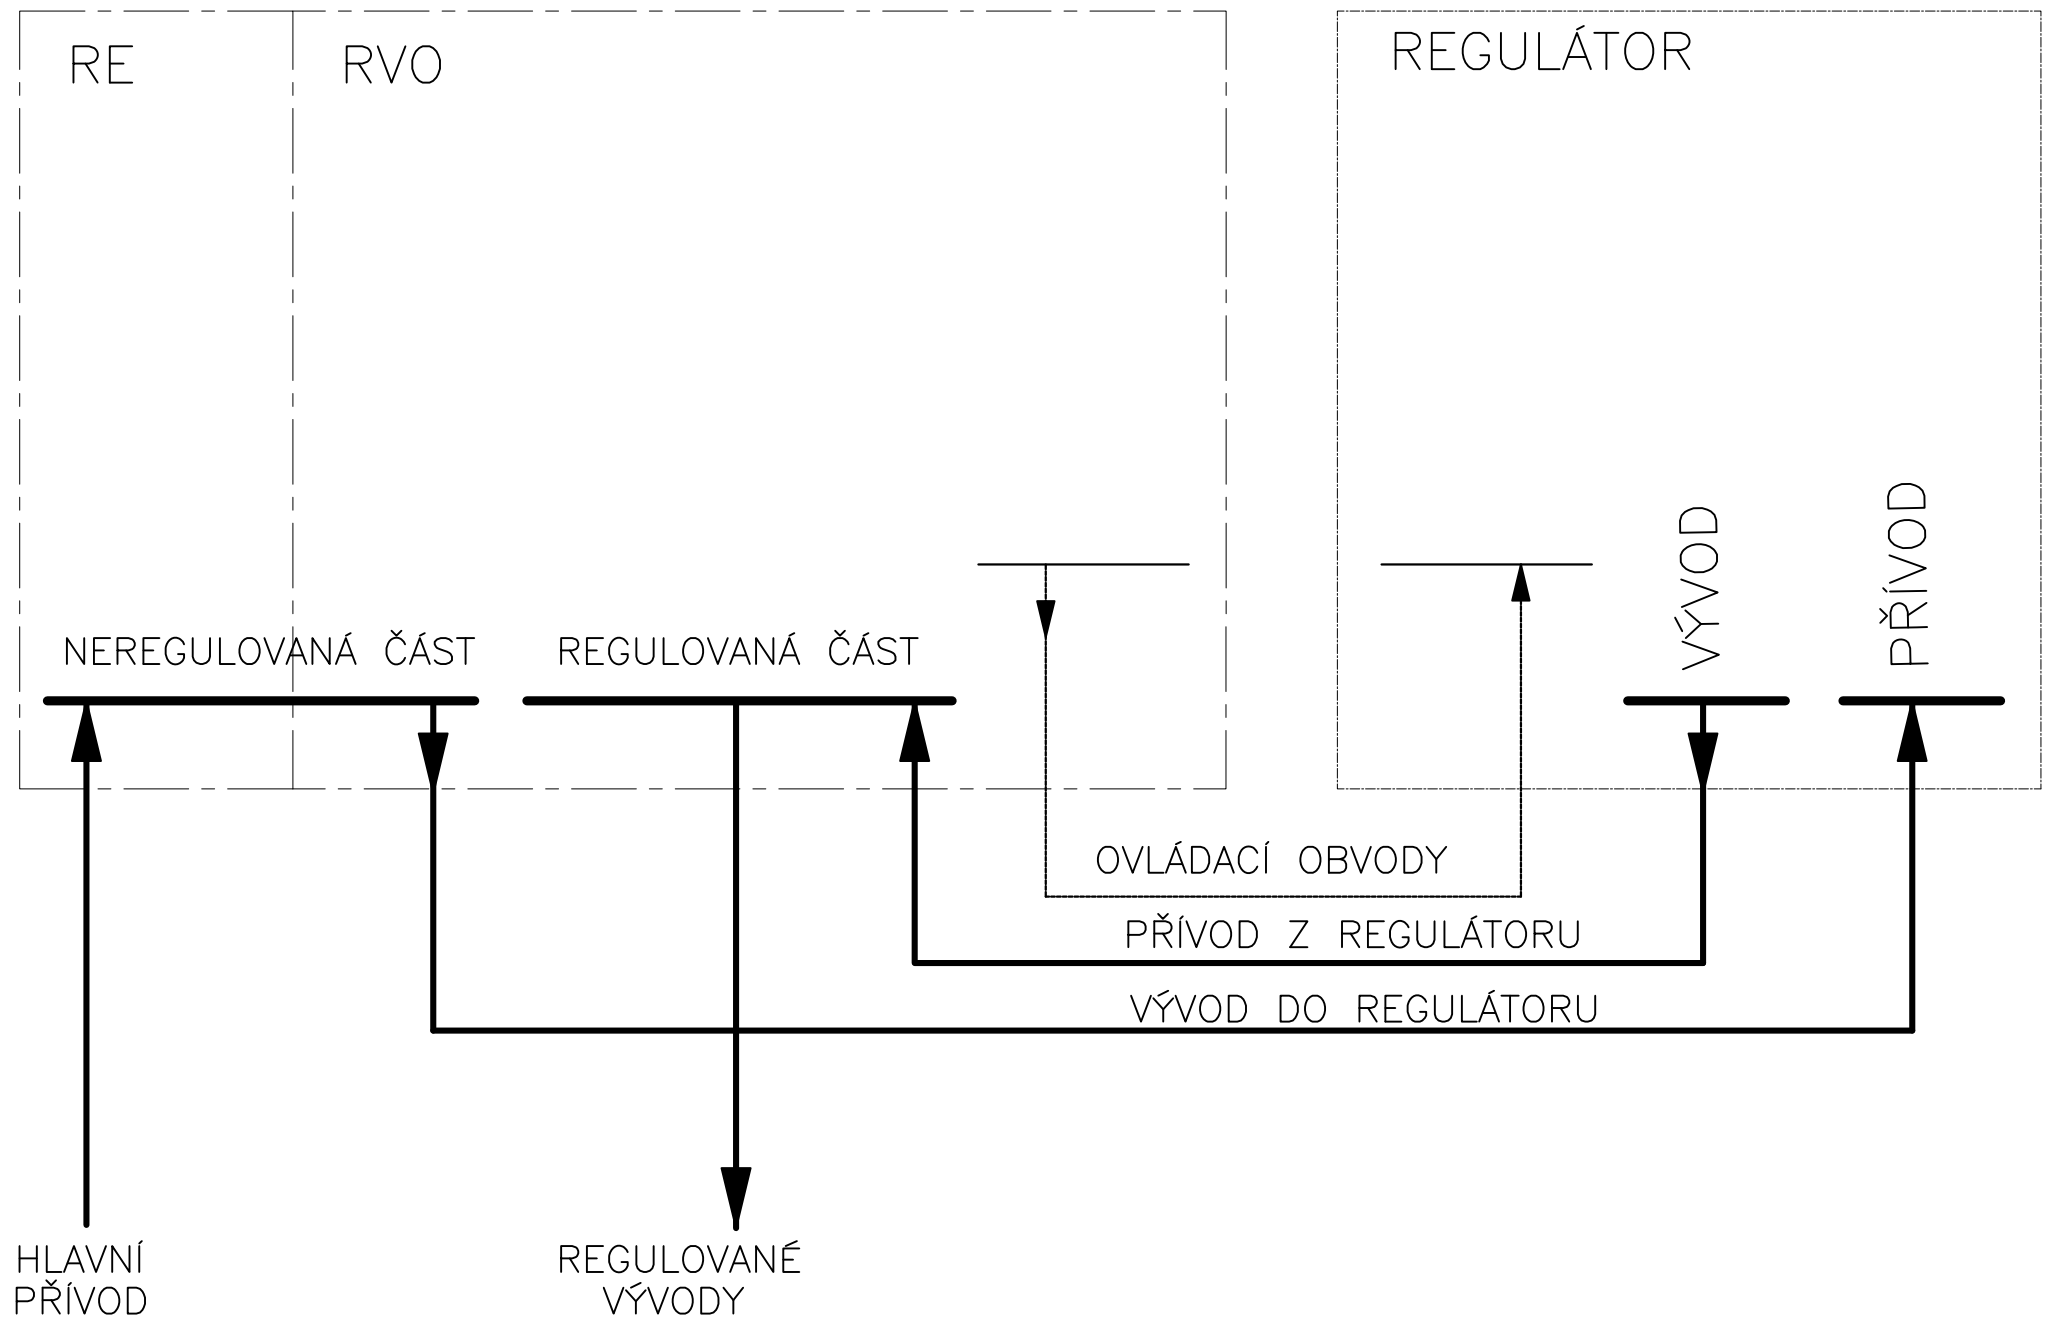 RE
RVO
REGULÁTOR
VÝVOD
PŘÍVOD
NEREGULOVANÁ ČÁST
REGULOVANÁ ČÁST
OVLÁDACÍ OBVODY
PŘÍVOD Z REGULÁTORU
VÝVOD DO REGULÁTORU
HLAVNÍ
PŘÍVOD
REGULOVANÉ
VÝVODY